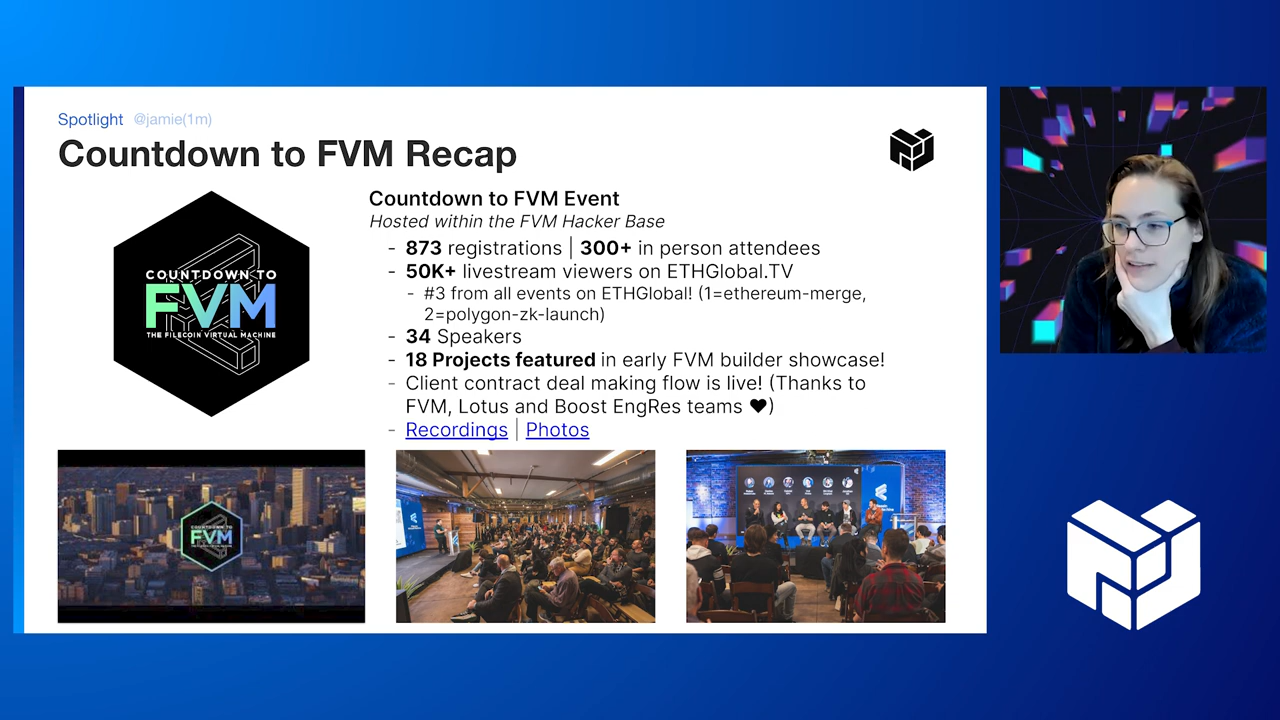 Spotlight @jamie(1m)
Countdown to FVM Recap
COUNTDOWN TO
FVM
THE FILECOIN VIRTUAL MACHINE
Countdown to FVM Event
Hosted within the FVM Hacker Base
- 873 registrations | 300+ in person attendees
- 50K+ livestream viewers on ETHGlobal.TV
- #3 from all events on ETHGlobal! (1=ethereum-merge,
2=polygon-zk-launch)
- 34 Speakers
- 18 Projects featured in early FVM builder showcase!
- Client contract deal making flow is live! (Thanks to
FVM, Lotus and Boost EngRes teams ♥)
- Recordings | Photos
COUNTDOWN TO
FVM